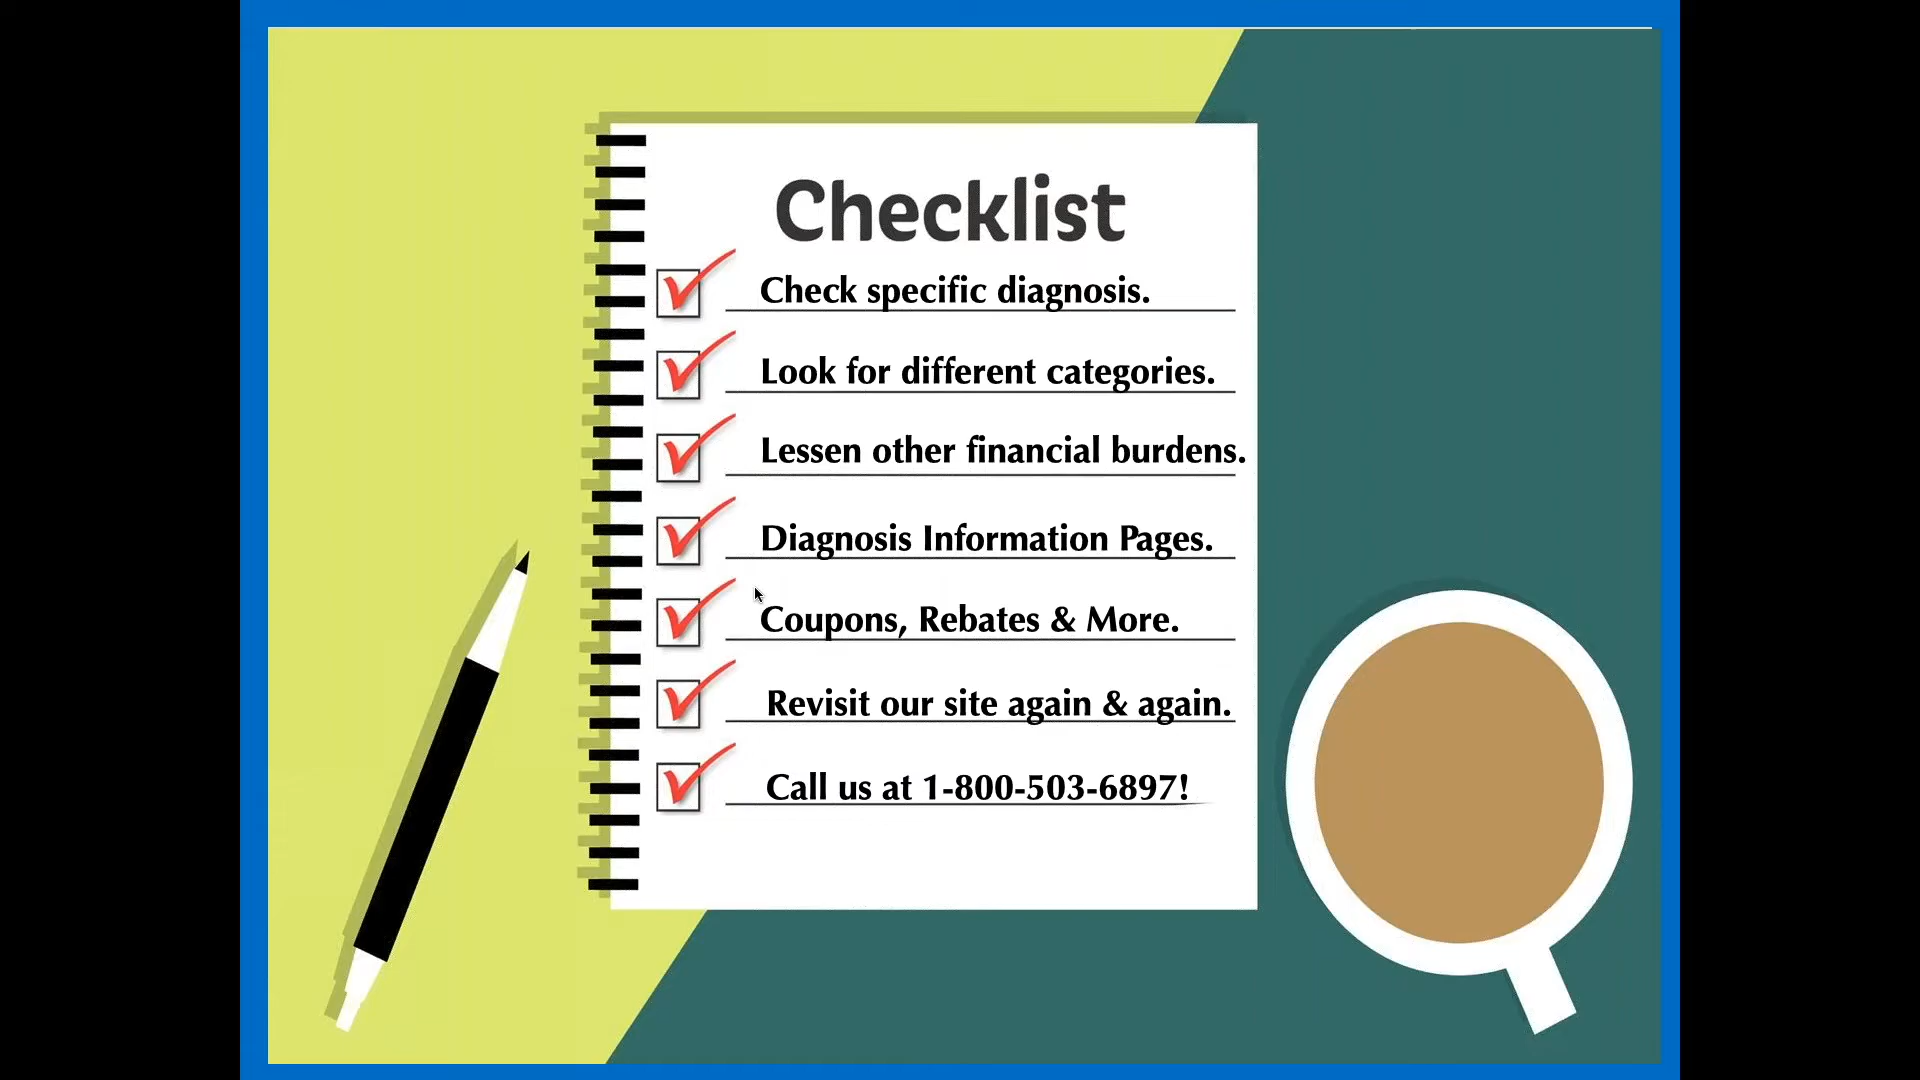 Checklist
Check specific diagnosis.
Look for different categories.
Lessen other financial burdens.
Diagnosis Information Pages.
Coupons, Rebates & More.
Revisit our site again & again.
Call us at 1-800-503-6897!